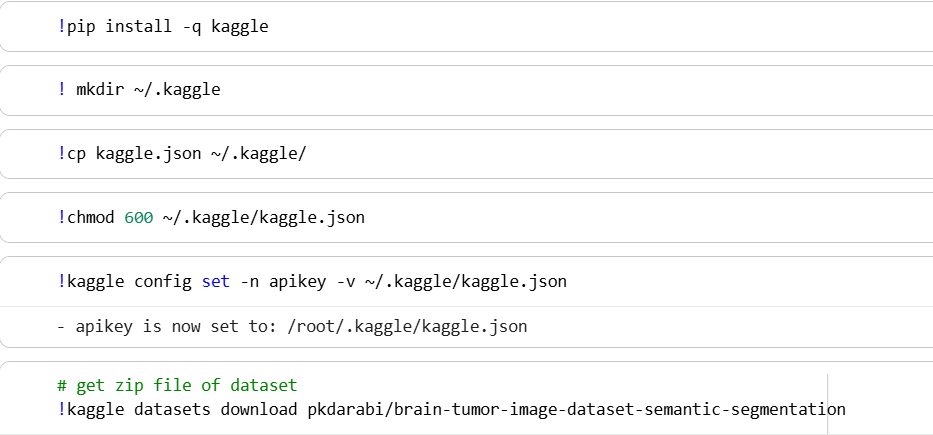 !pip install -q kaggle
! mkdir ~/.kaggle
!cp kaggle.json ~/.kaggle/
!chmod 600 ~/.kaggle/kaggle.json
!kaggle config set -n apikey -v ~/.kaggle/kaggle.json
- apikey is now set to: /root/.kaggle/kaggle.json
# get zip file of dataset
!kaggle datasets download pkdarabi/brain-tumor-image-dataset-semantic-segmentation